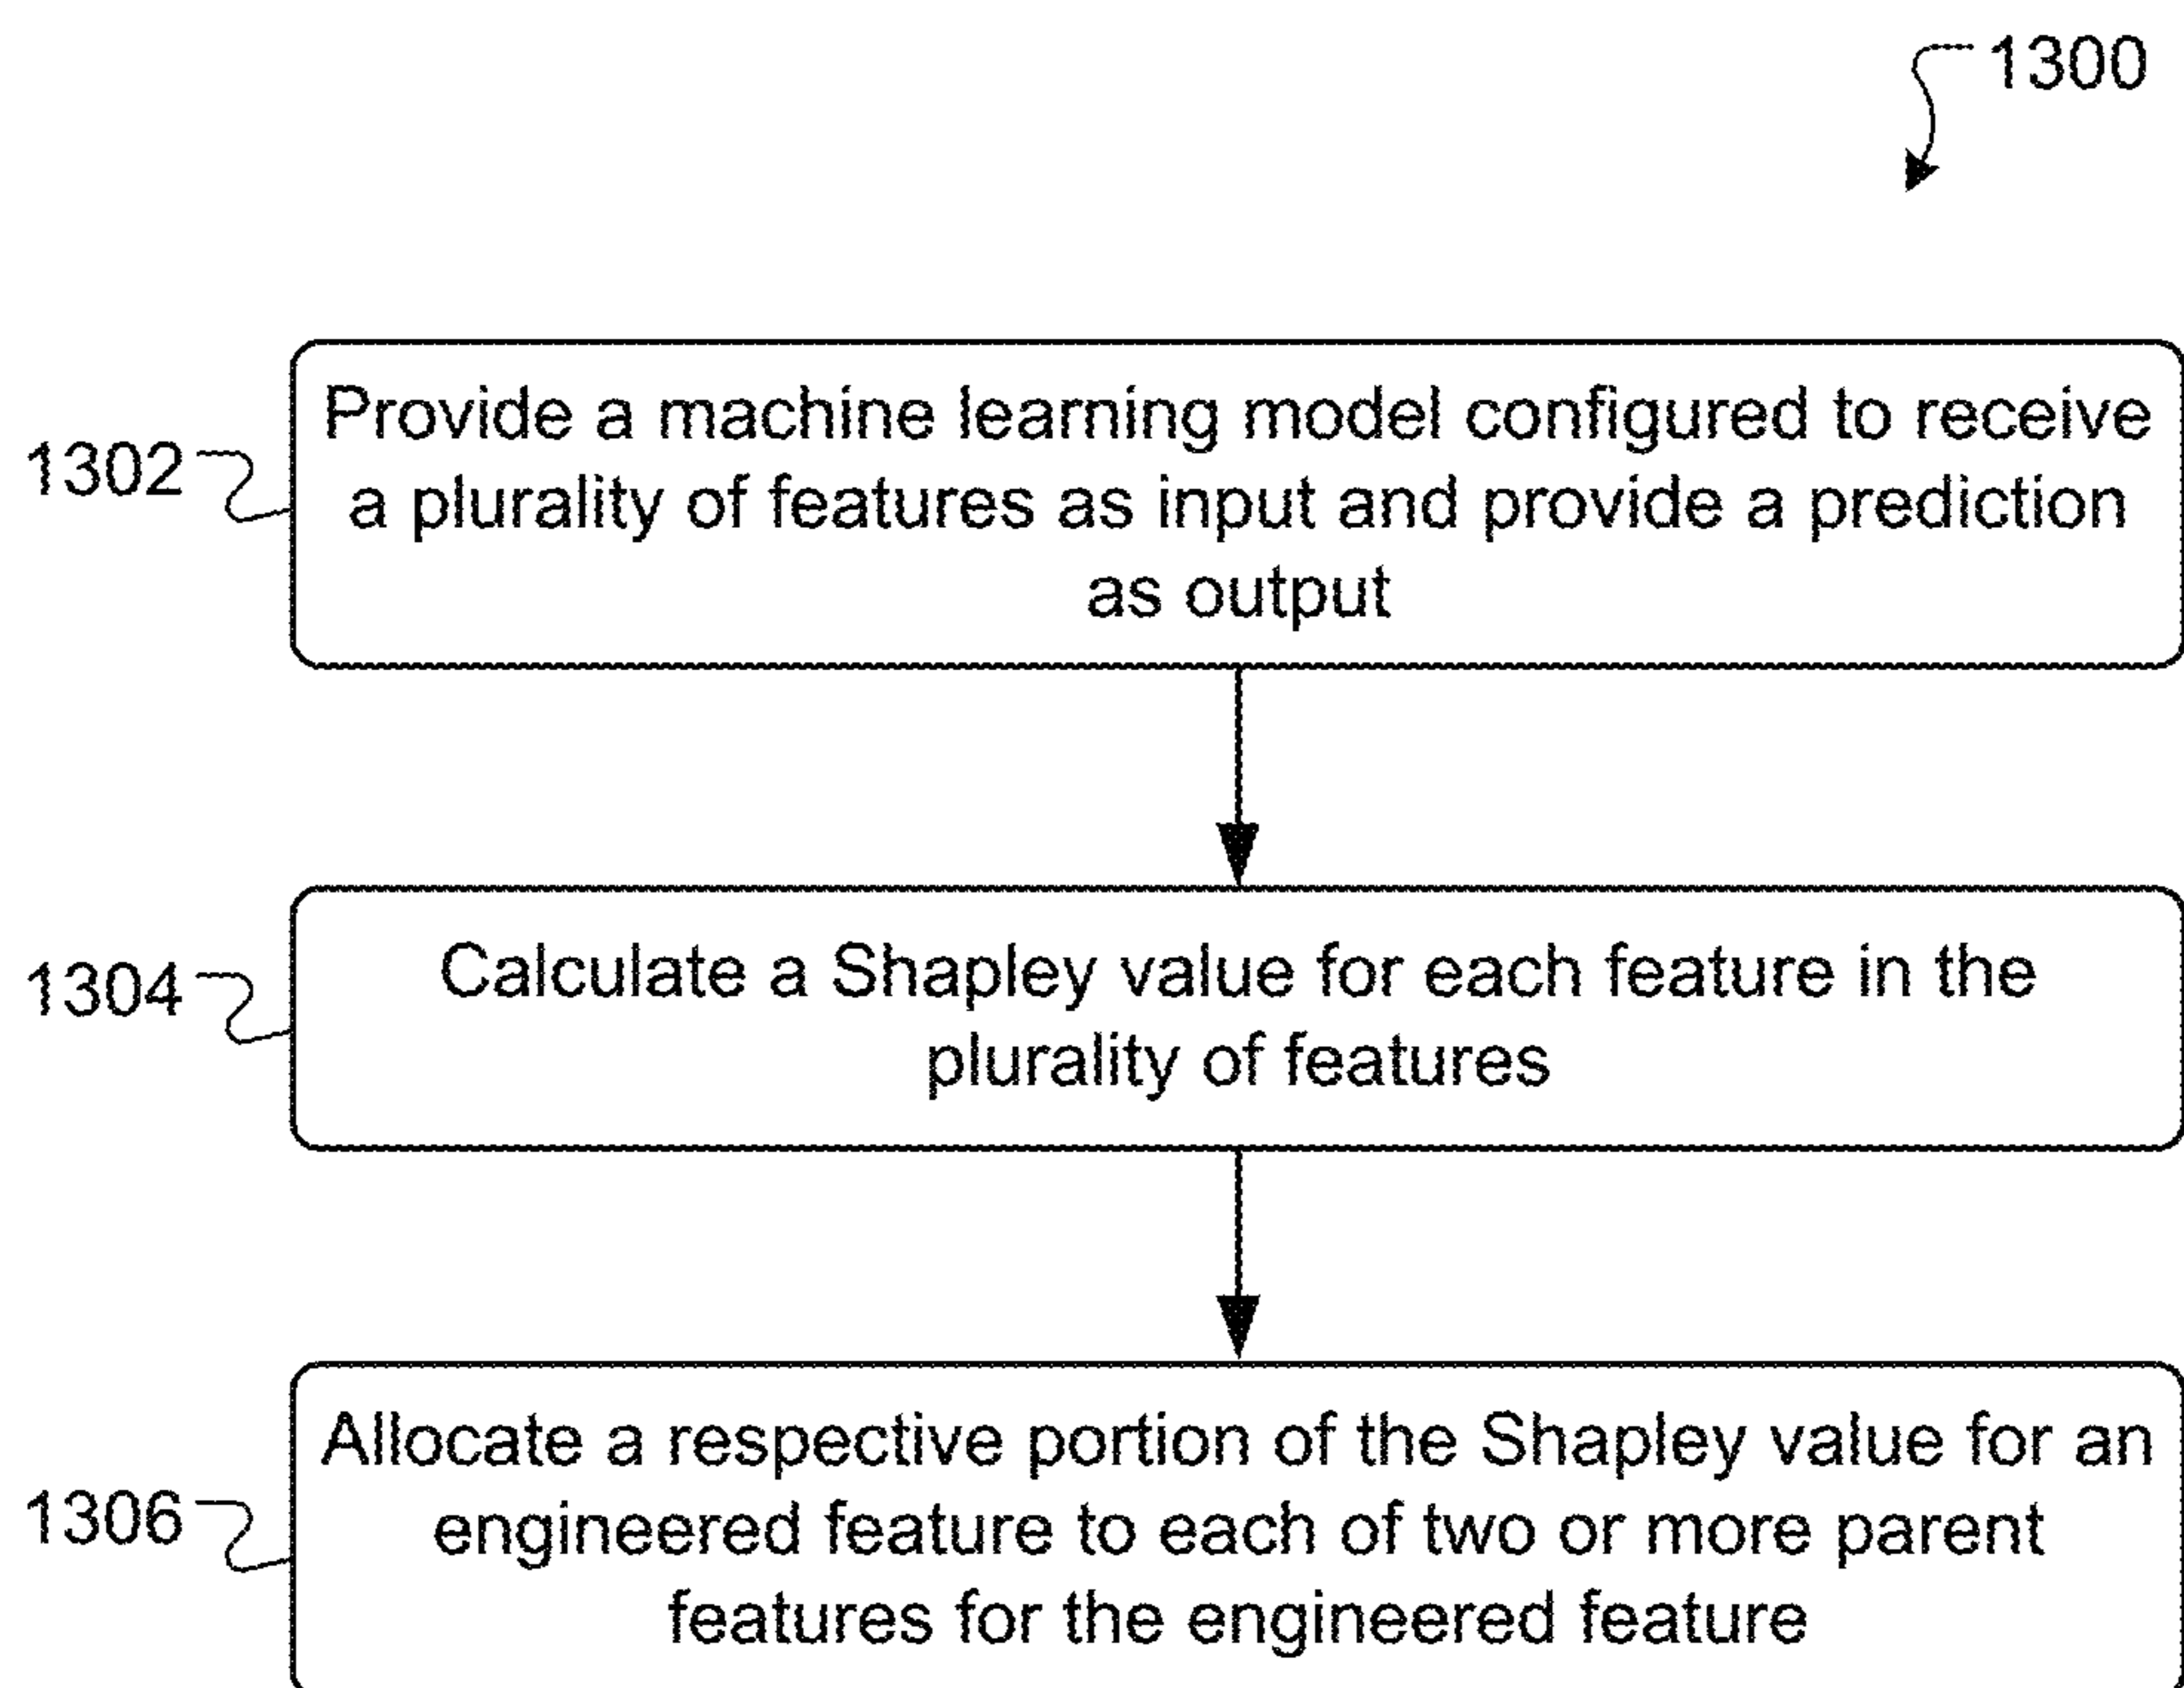 1300
1302
Provide a machine learning model configured to receive
a plurality of features as input and provide a prediction
as output
1304
Calculate a Shapley value for each feature in the
plurality of features
1306
Allocate a respective portion of the Shapley value for an
engineered feature to each of two or more parent
features for the engineered feature